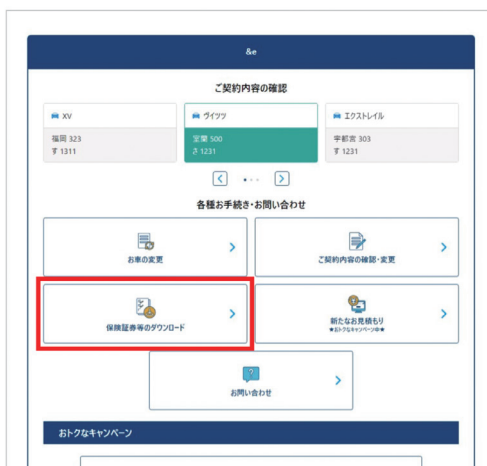 &e
ご契約内容の確認
XV
福岡 323
す 1311
ヴィッツ
室蘭 500
さ 1231
エクストレイル
宇都宮 303
す 1231
各種お手続き・お問い合わせ
お車の変更
ご契約内容の確認・変更
保険証券等のダウンロード
新たなお見積もり
★おトクなキャンペーン中★
お問い合わせ
おトクなキャンペーン